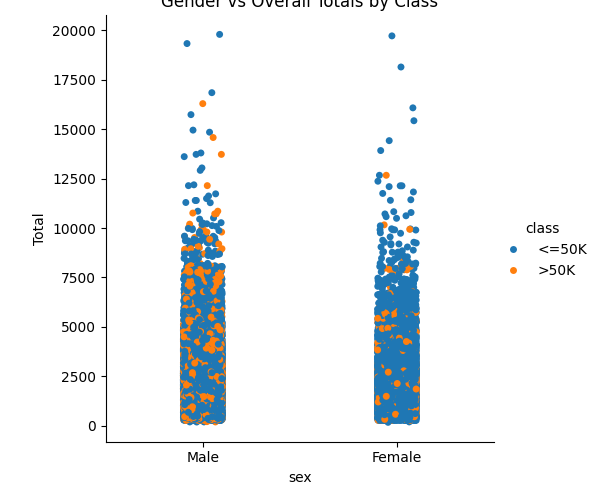 Gender vs Overall Totals by Class
20000
17500
15000
12500
10000
7500
5000
2500
0
Total
Male Female
sex
class
<=50K
>50K